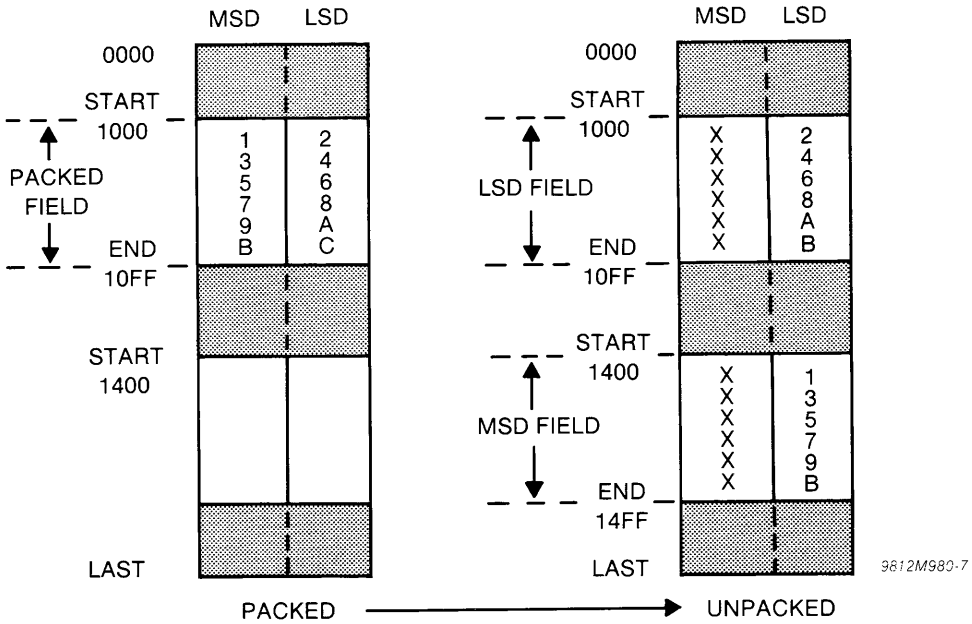 MSD LSD
0000
START
1000
PACKED
FIELD
1 2
3 4
5 6
7 8
9 A
B C
END
10FF
START
1400
LAST
PACKED
MSD LSD
0000
START
1000
LSD FIELD
X 2
X 4
X 6
X 8
X A
X B
END
10FF
START
1400
MSD FIELD
X 1
X 3
X 5
X 7
X 9
X B
END
14FF
LAST
UNPACKED
9812M980-7